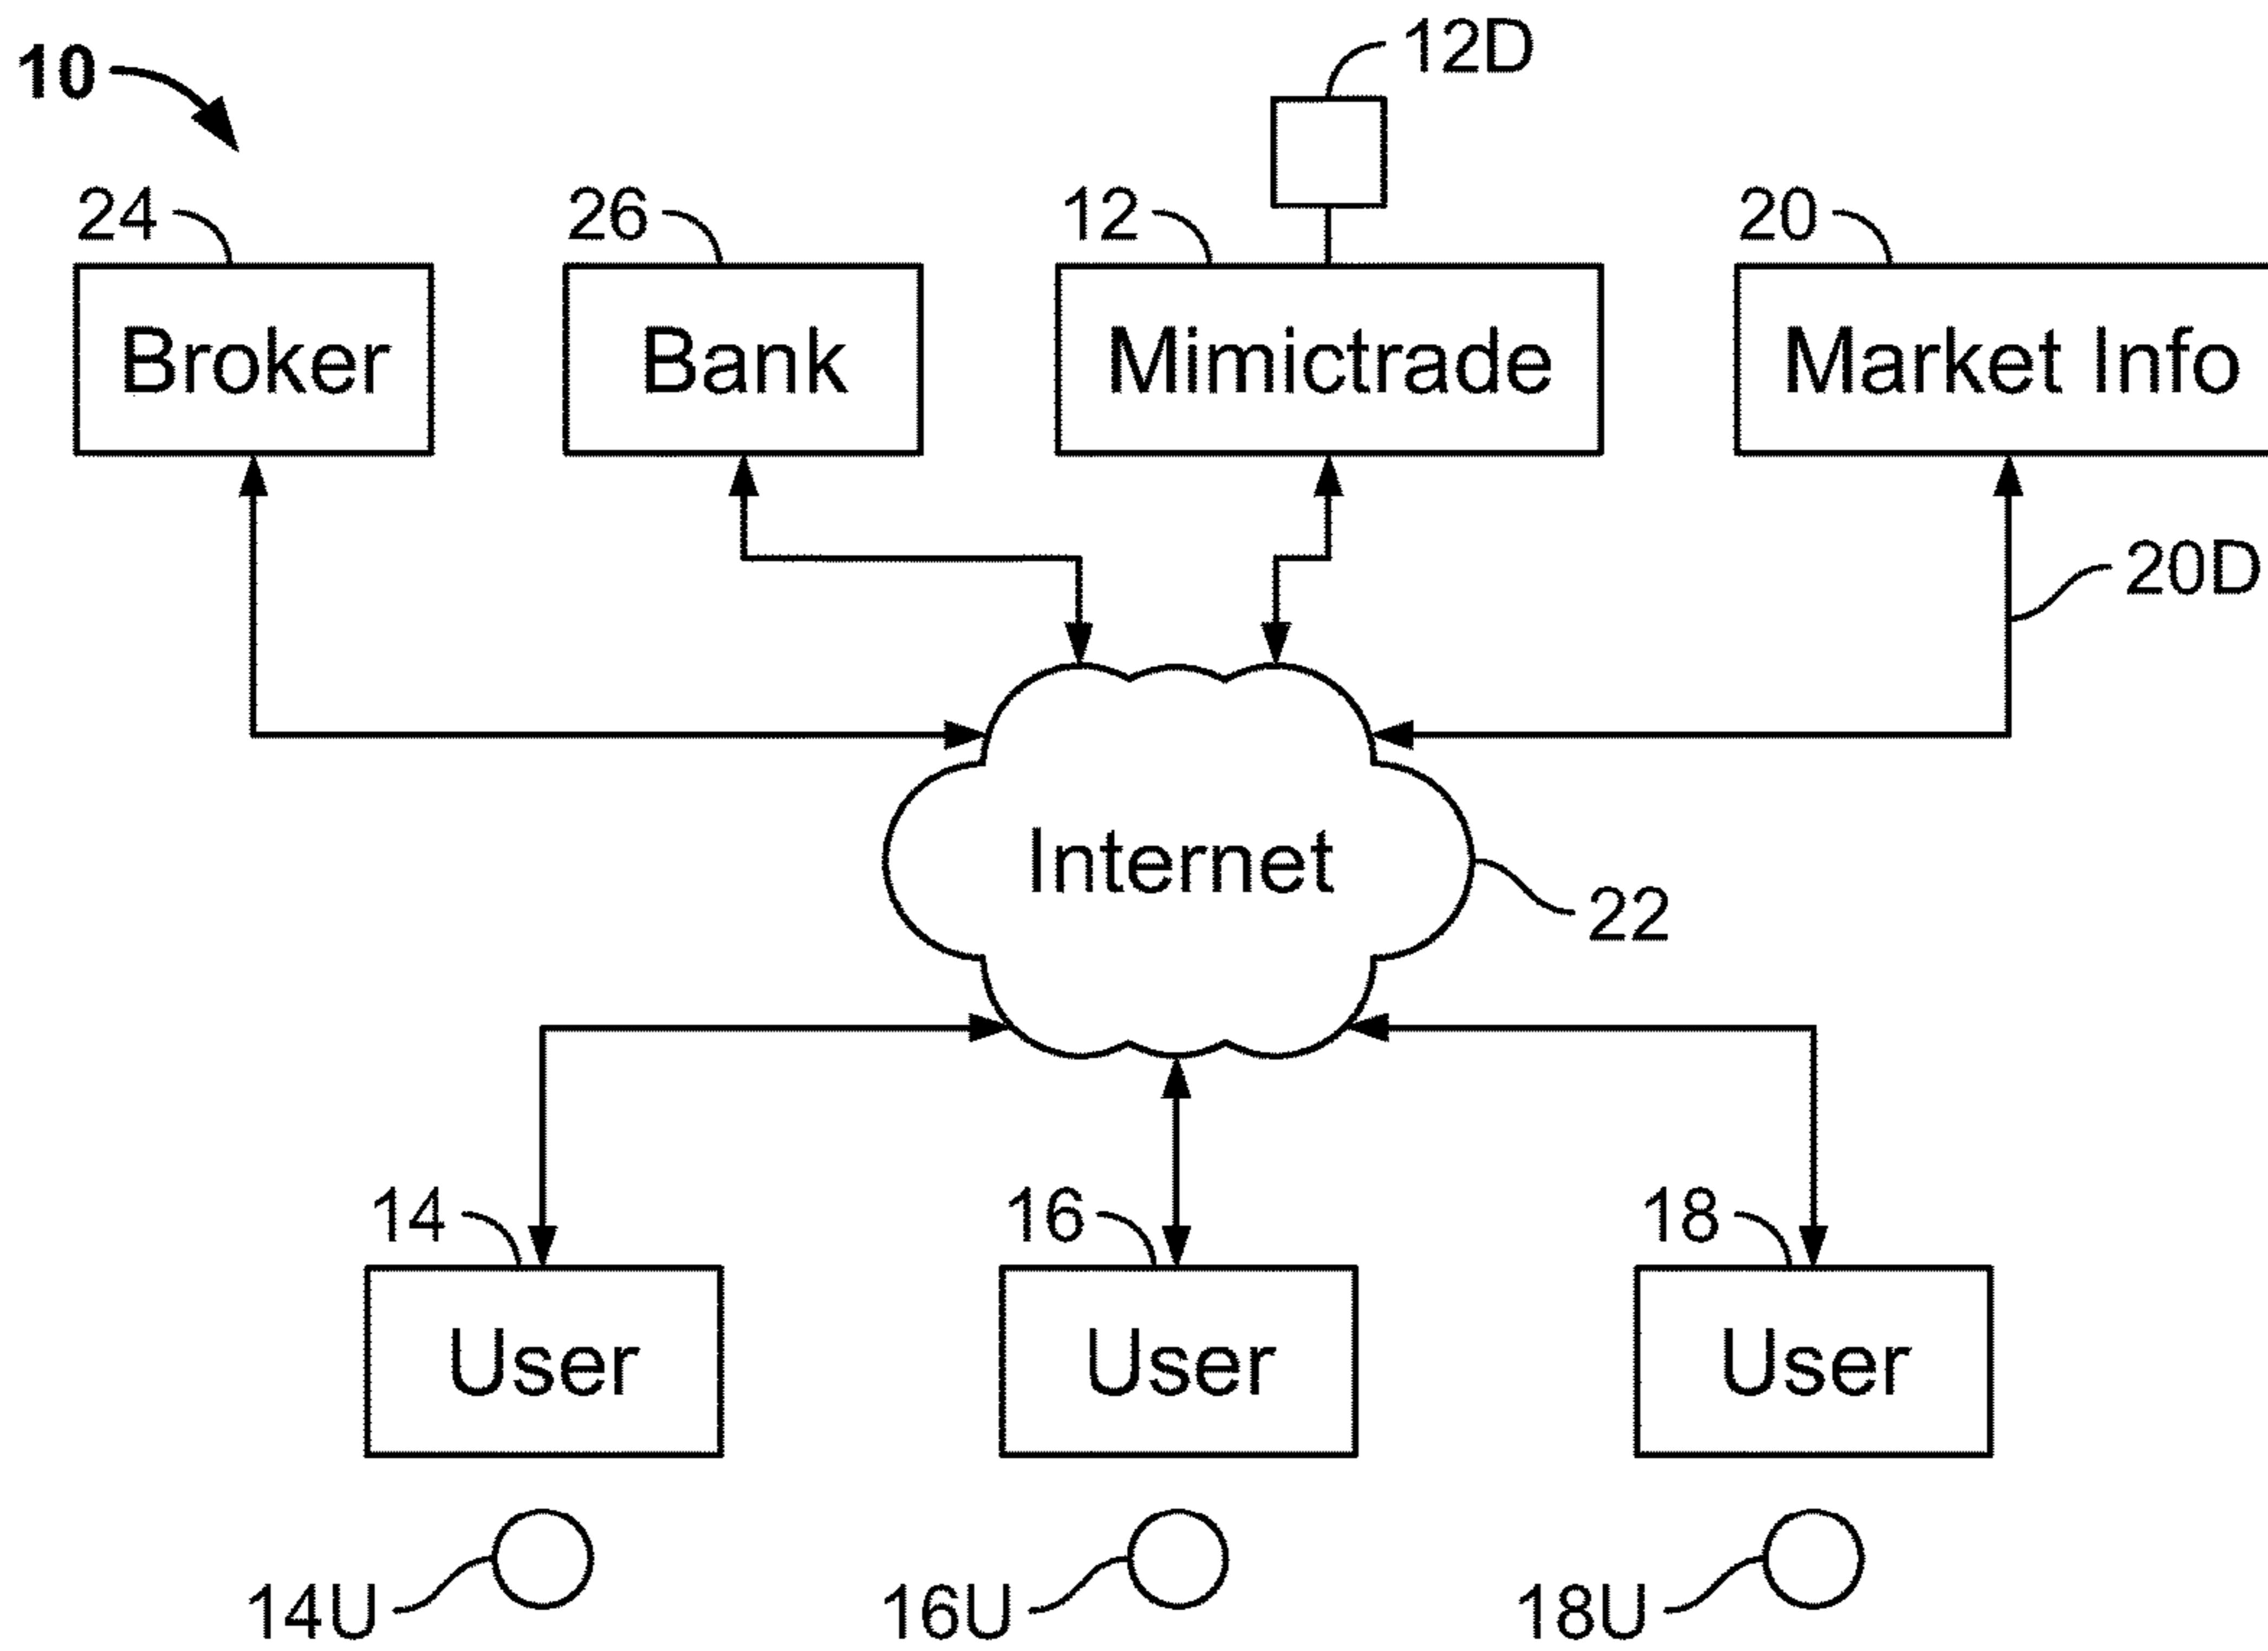 10
12D
24
26
12
20
Broker
Bank
Mimictrade
Market Info
20D
Internet
22
14
16
18
User
User
User
14U
16U
18U